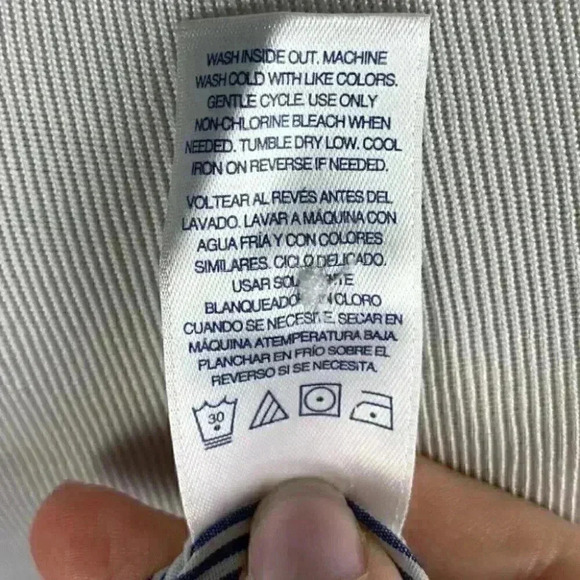 WASH INSIDE OUT. MACHINE
WASH COLD WITH LIKE COLORS.
GENTLE CYCLE. USE ONLY
NON-CHLORINE BLEACH WHEN
NEEDED. TUMBLE DRY LOW. COOL
IRON ON REVERSE IF NEEDED.
VOLTEAR AL REVÉS ANTES DEL
LAVADO. LAVAR A MÁQUINA CON
AGUA FRÍA Y CON COLORES
SIMILARES. CICLO DELICADO.
USAR
CLORO
CUANDO SE NECESITE. SECAR EN
MÁQUINA A TEMPERATURA BAJA.
PLANCHAR EN FRÍO SOBRE EL
REVERSO SI SE NECESITA.
30